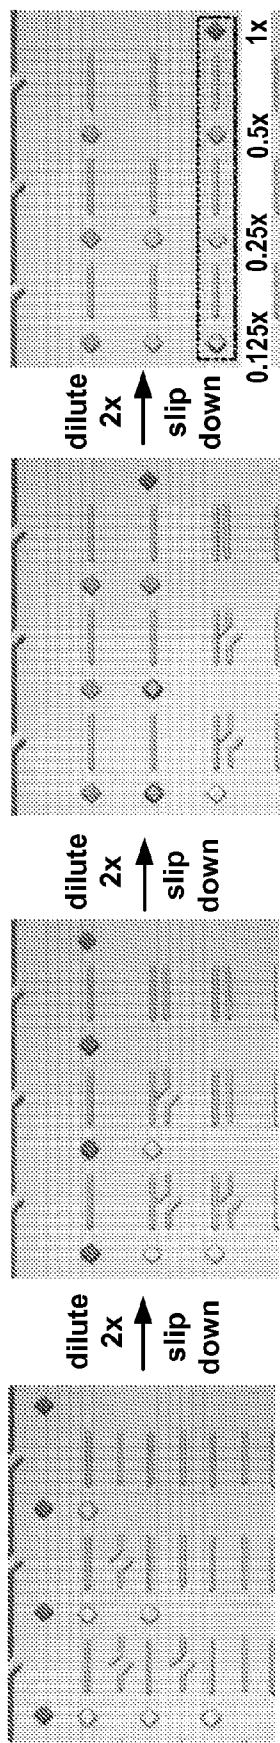 dilute
2x
slip
down
dilute
2x
slip
down
dilute
2x
slip
down
0.125x 0.25x 0.5x 1x